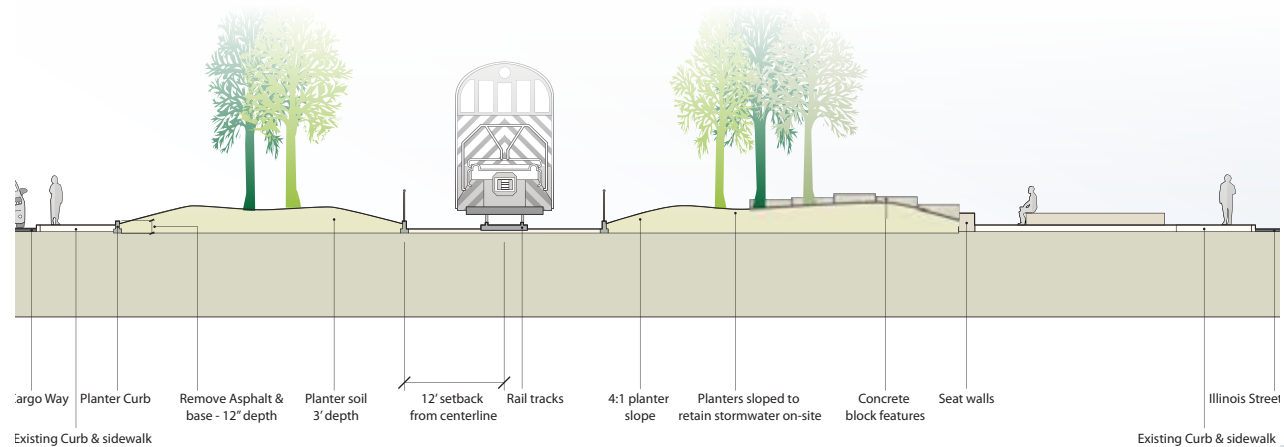 Cargo Way
Planter Curb
Remove Asphalt &
base - 12" depth
Planter soil
3' depth
12' setback
from centerline
Rail tracks
4:1 planter
slope
Planters sloped to
retain stormwater on-site
Concrete
block features
Seat walls
Illinois Street
Existing Curb & sidewalk
Existing Curb & sidewalk